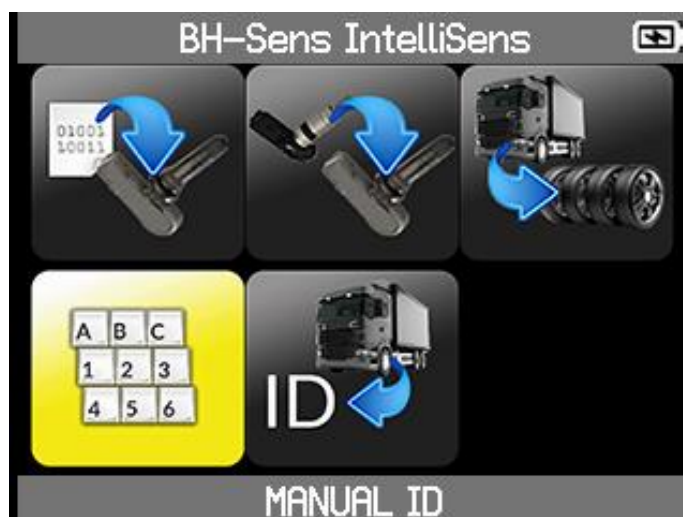 BH-Sens IntelliSens
01001
10011
A B C
1 2 3
4 5 6
ID
MANUAL ID